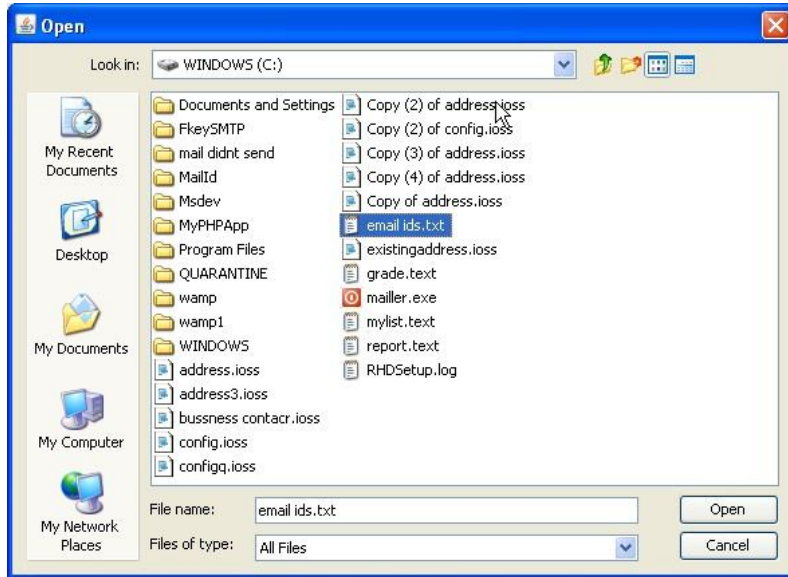 Open
Look in: WINDOWS (C:)
My Recent
Documents
Desktop
My Documents
My Computer
My Network
Places
Documents and Settings
FkeySMTP
mail didnt send
MailId
Msdev
MyPHPApp
Program Files
QUARANTINE
wamp
wamp1
WINDOWS
address.ioss
address3.ioss
bussness contacr.ioss
config.ioss
configq.ioss
Copy (2) of address.ioss
Copy (2) of config.ioss
Copy (3) of address.ioss
Copy (4) of address.ioss
Copy of address.ioss
email ids.txt
existingaddress.ioss
grade.text
mailler.exe
mylist.text
report.text
RHDSetup.log
File name: email ids.txt
Open
Files of type: All Files
Cancel